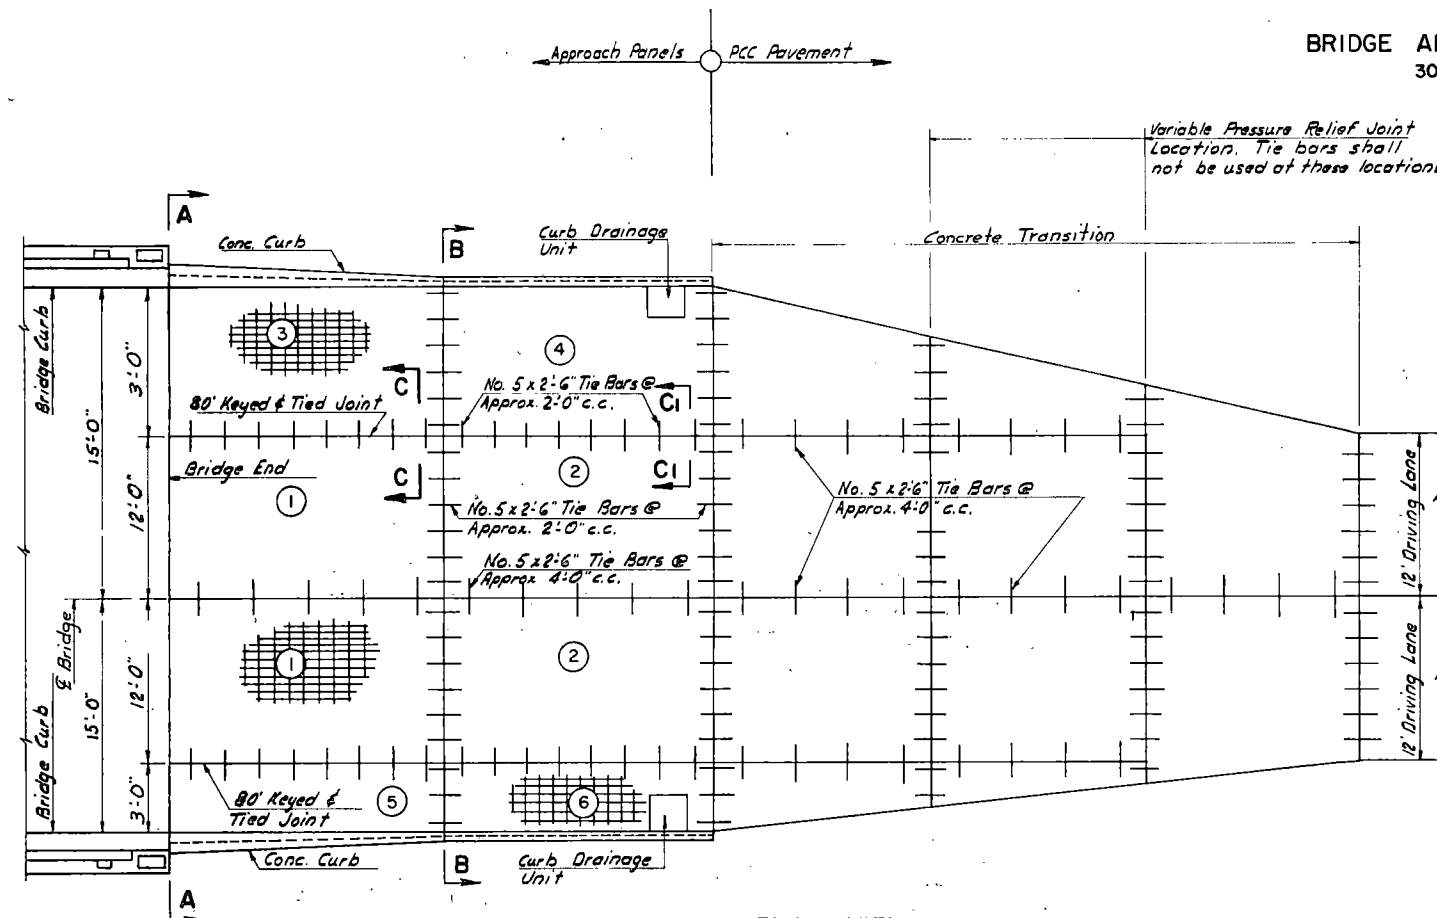 BRIDGE
30
Approach Panels
PCC Pavement
Variable Pressure Relief Joint
Location. Tie bars shall
not be used at these location
A
B
Conc. Curb
Curb Drainage
Unit
Concrete Transition
Bridge Curb
15'-0"
3'-0"
3
4
C
No. 5 x 2'-6" Tie Bars @
Approx. 2'-0" c.c.
C1
80' Keyed & Tied Joint
Bridge End
12'-0"
1
C
2
C1
No. 5 x 2'-6" Tie Bars @
Approx. 2'-0" c.c.
No. 5 x 2'-6" Tie Bars @
Approx. 4'-0" c.c.
No. 5 x 2'-6" Tie Bars @
Approx 4'-0" c.c.
12' Driving Lane
℄ Bridge
15'-0"
12'-0"
1
2
12' Driving Lane
Bridge Curb
3'-0"
80' Keyed &
Tied Joint
5
6
Conc. Curb
B
Curb Drainage
Unit
A